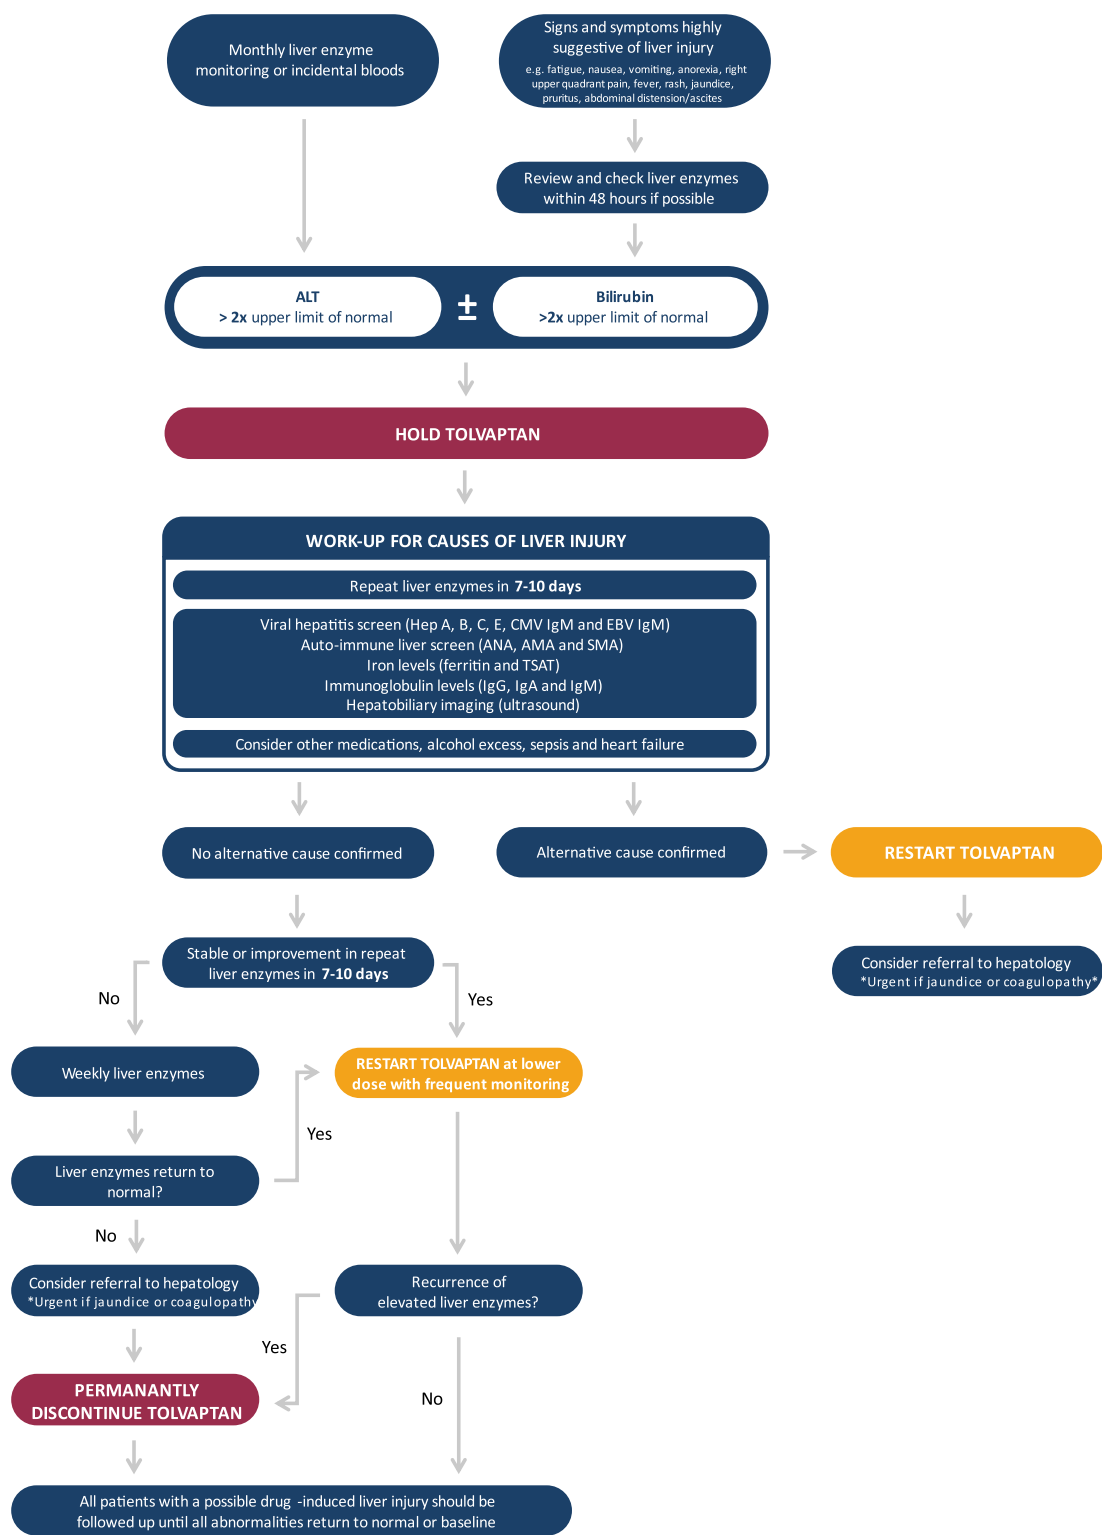 Monthly liver enzyme
monitoring or incidental bloods
Signs and symptoms highly
suggestive of liver injury
e.g. fatigue, nausea, vomiting, anorexia, right
upper quadrant pain, fever, rash, jaundice,
pruritus, abdominal distension/ascites
Review and check liver enzymes
within 48 hours if possible
ALT
> 2x upper limit of normal
±
Bilirubin
>2x upper limit of normal
HOLD TOLVAPTAN
WORK-UP FOR CAUSES OF LIVER INJURY
Repeat liver enzymes in 7-10 days
Viral hepatitis screen (Hep A, B, C, E, CMV IgM and EBV IgM)
Auto-immune liver screen (ANA, AMA and SMA)
Iron levels (ferritin and TSAT)
Immunoglobulin levels (IgG, IgA and IgM)
Hepatobiliary imaging (ultrasound)
Consider other medications, alcohol excess, sepsis and heart failure
No alternative cause confirmed
Alternative cause confirmed
RESTART TOLVAPTAN
Consider referral to hepatology
*Urgent if jaundice or coagulopathy*
Stable or improvement in repeat
liver enzymes in 7-10 days
No
Yes
Weekly liver enzymes
RESTART TOLVAPTAN at lower
dose with frequent monitoring
Yes
Liver enzymes return to
normal?
No
Consider referral to hepatology
*Urgent if jaundice or coagulopathy
Recurrence of
elevated liver enzymes?
Yes
No
PERMANANTLY
DISCONTINUE TOLVAPTAN
All patients with a possible drug -induced liver injury should be
followed up until all abnormalities return to normal or baseline